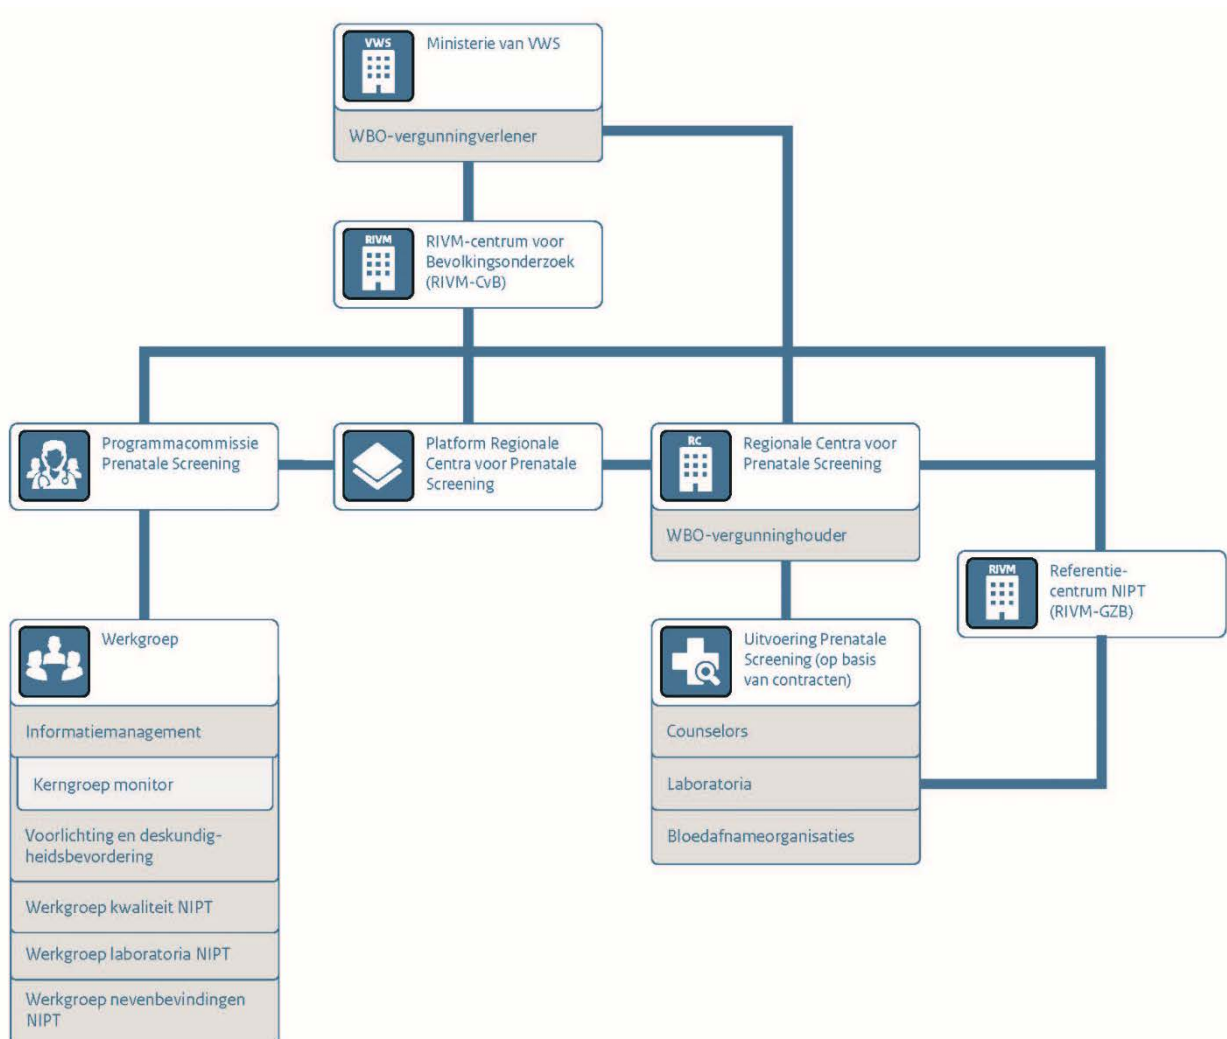 VWS
Ministerie van VWS
WBO-vergunningverlener
RIVM
RIVM-centrum voor
Bevolkingsonderzoek
(RIVM-CvB)
Programmacommissie
Prenatale Screening
Platform Regionale
Centra voor Prenatale
Screening
RC
Regionale Centra voor
Prenatale Screening
WBO-vergunninghouder
RIVM
Referentie-
centrum NIPT
(RIVM-GZB)
Werkgroep
Informatiemanagement
Kerngroep monitor
Voorlichting en deskundig-
heidsbevordering
Werkgroep kwaliteit NIPT
Werkgroep laboratoria NIPT
Werkgroep nevenbevindingen
NIPT
Uitvoering Prenatale
Screening (op basis
van contracten)
Counselors
Laboratoria
Bloedafnameorganisaties